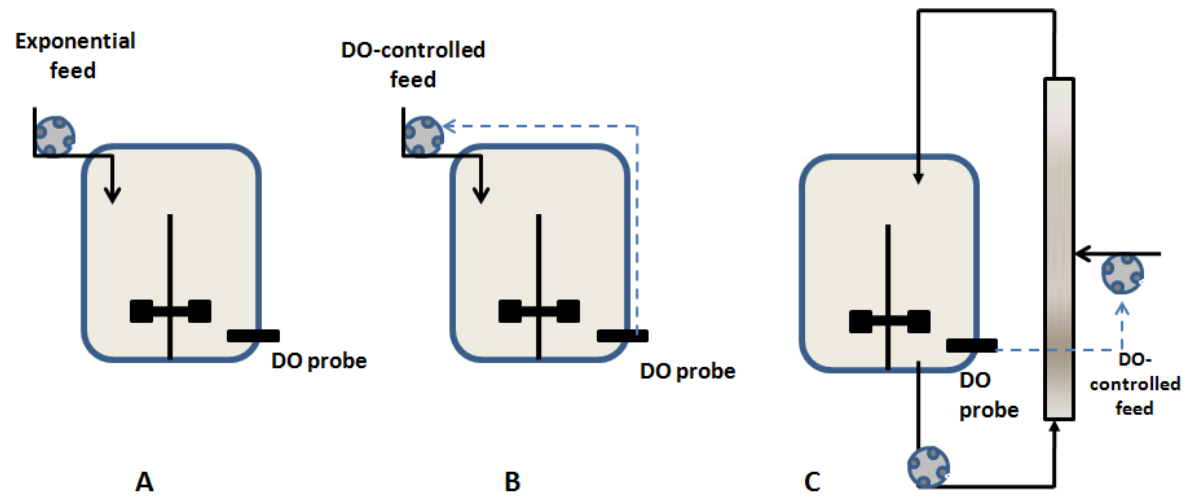 Exponential
feed
DO probe
A
DO-controlled
feed
DO probe
B
DO
probe
DO-
controlled
feed
C